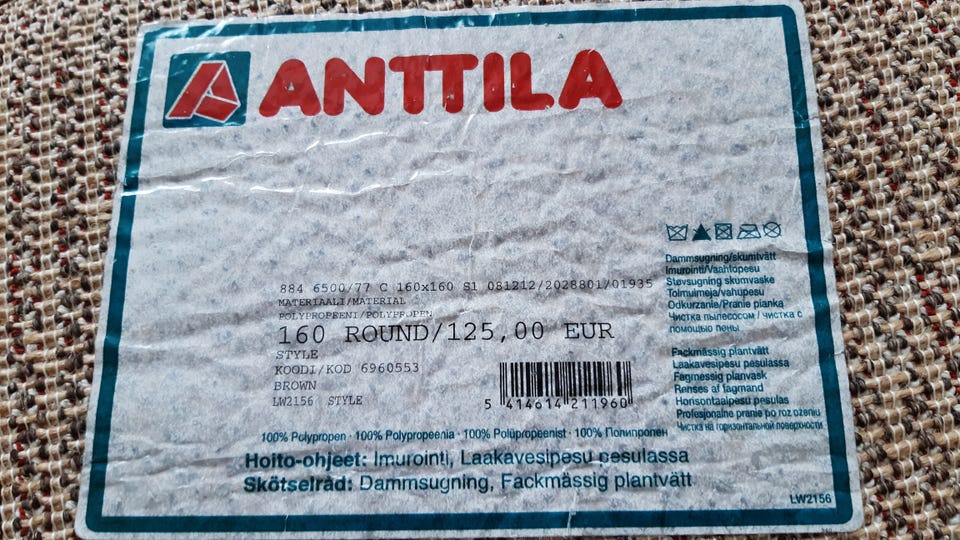 ANTTILA
884 6500/77 C 160x160 S1 081212/2028801/01935
MATERIAALI/MATERIAL
POLYPROPEENI/POLYPROPEN
160 ROUND/125,00 EUR
STYLE
KOODI/KOD 6960553
BROWN
LW2156 STYLE
5 414614 211960
Dammsugning/skumtvätt
Imurointi/Vaahtopesu
Støvsugning skumvaske
Tolmuimeja/vahupesu
Odkurzanie/Pranie pianką
Чистка пылесосом / чистка с
помощью пены
Fackmässig plantvätt
Laakavesipesu pesulassa
Fagmessig planvask
Renses af fagmand
Horisontaalpesu pesulas
Profesjonalne pranie po roz ożeniu
Чистка на горизонтальной поверхности
100% Polypropen · 100% Polypropeenia · 100% Polüpropeenist · 100% Полипропен
Hoito-ohjeet: Imurointi, Laakavesipesu pesulassa
Skötselråd: Dammsugning, Fackmässig plantvätt
LW2156